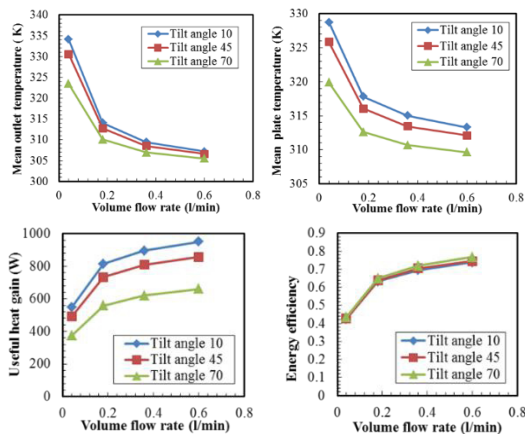 Mean outlet temperature ( K)
340
335
330
325
320
315
310
305
300
0 0.2 0.4 0.6 0.8
Volume flow rate (l/min)
Tilt angle 10
Tilt angle 45
Tilt angle 70
Mean plate temperature (K)
330
325
320
315
310
305
0 0.2 0.4 0.6 0.8
Volume flow rate (l/min)
Tilt angle 10
Tilt angle 45
Tilt angle 70
Useful heat gain
(W)
1000
800
600
400
200
0
0 0.2 0.4 0.6 0.8
Volume flow rate (l/min)
Tilt angle 10
Tilt angle 45
Tilt angle 70
Energy efficiency
0.9
0.8
0.7
0.6
0.5
0.4
0.3
0.2
0.1
0
0 0.2 0.4 0.6 0.8
Volume flow rate (l/min)
Tilt angle 10
Tilt angle 45
Tilt angle 70